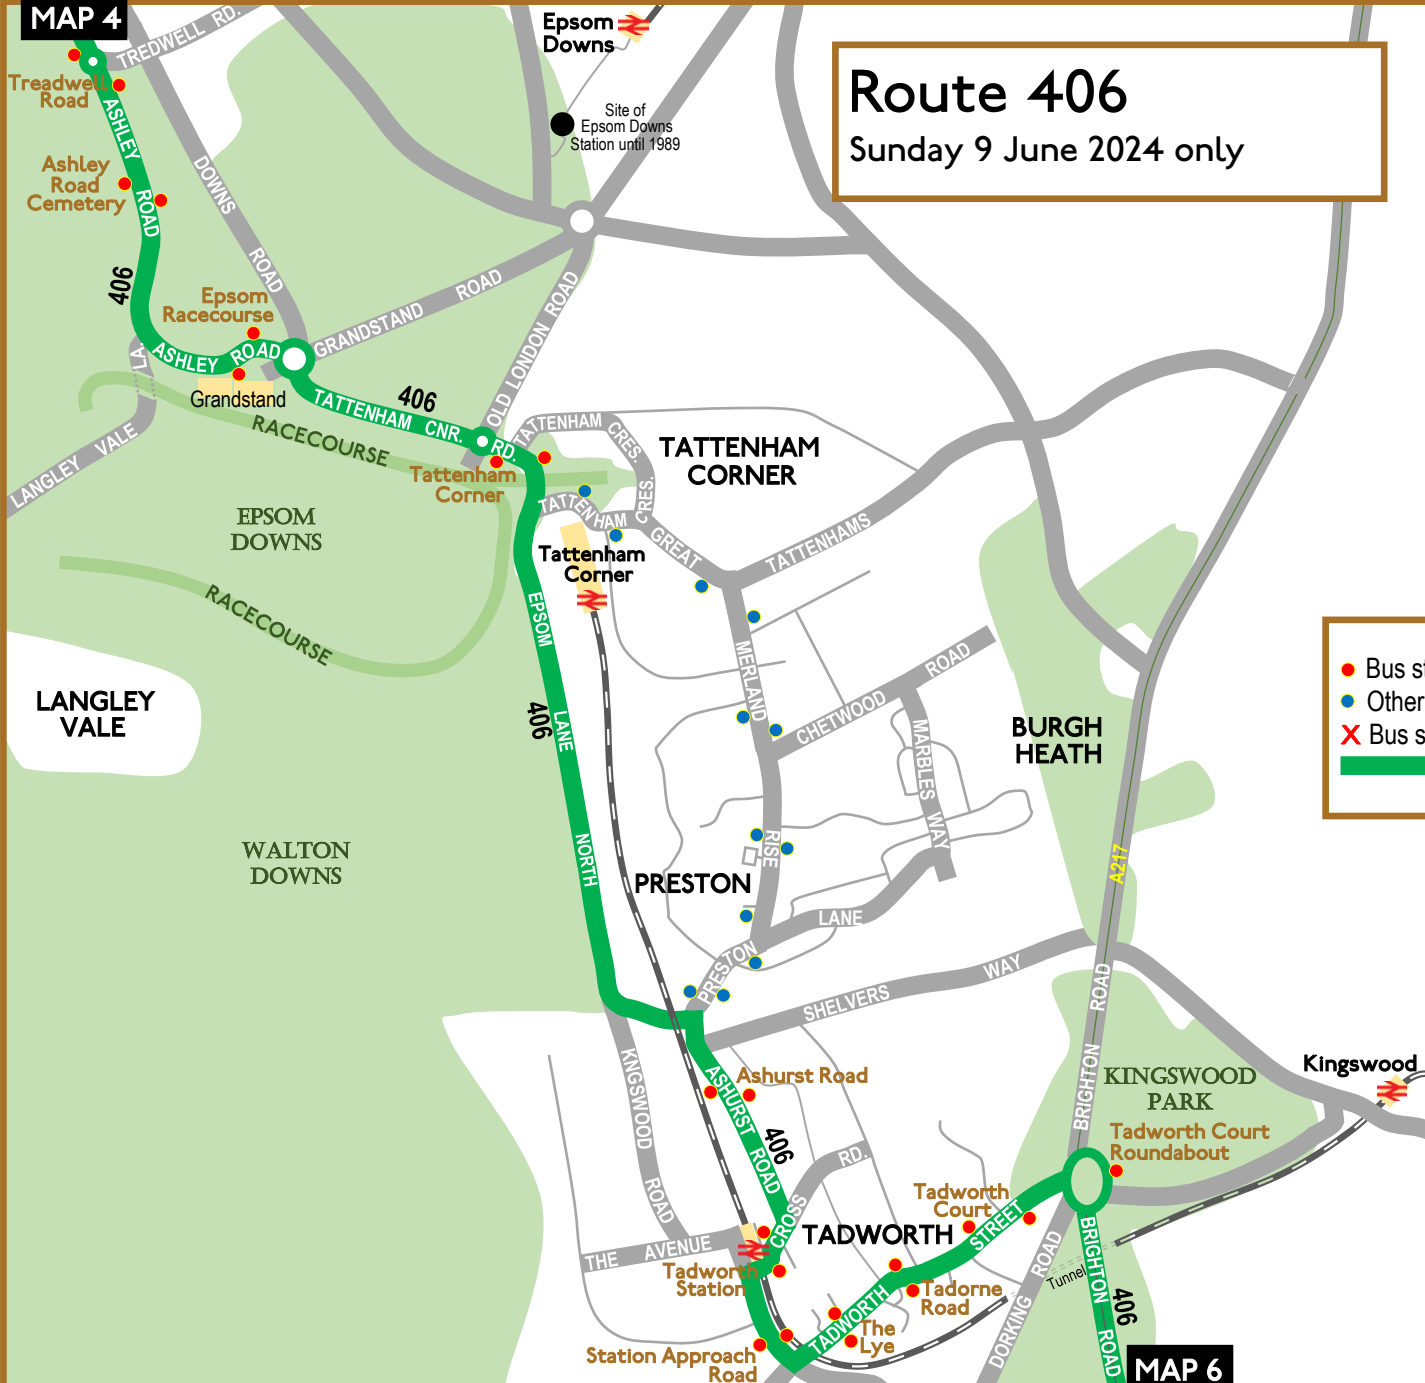 MAP 4
TREDWELL RD.
Epsom
Downs
Route 406
Sunday 9 June 2024 only
Treadwell
Road
Site of
Epsom Downs
Station until 1989
ASHLEY
ROAD
Ashley
Road
Cemetery
DOWNS
ROAD
406
Epsom
Racecourse
GRANDSTAND ROAD
OLD LONDON ROAD
LA.
ASHLEY ROAD
Grandstand
406
TATTENHAM CNR. RD.
TATTENHAM
CRES.
TATTENHAM
CORNER
RACECOURSE
LANGLEY VALE
Tattenham
Corner
CRES.
TATTENHAM
GREAT
TATTENHAMS
EPSOM
DOWNS
Tattenham
Corner
RACECOURSE
EPSOM
LANE
NORTH
406
MERLAND
RISE
CHETWOOD ROAD
MARBLES WAY
BURGH
HEATH
LANGLEY
VALE
Bus st
Other
X Bus s
WALTON
DOWNS
PRESTON
A217
PRESTON
LANE
SHELVERS WAY
BRIGHTON ROAD
KNGSWOOD
ROAD
ASHURST
ROAD
Ashurst Road
406
Kingswood
KINGSWOOD
PARK
Tadworth Court
Roundabout
CROSS
RD.
Tadworth
Court
STREET
TADWORTH
THE AVENUE
Tadworth
Station
TADWORTH
Tadorne
Road
The
Lye
Tunnel
DORKING ROAD
BRIGHTON
ROAD
406
Station Approach
Road
MAP 6